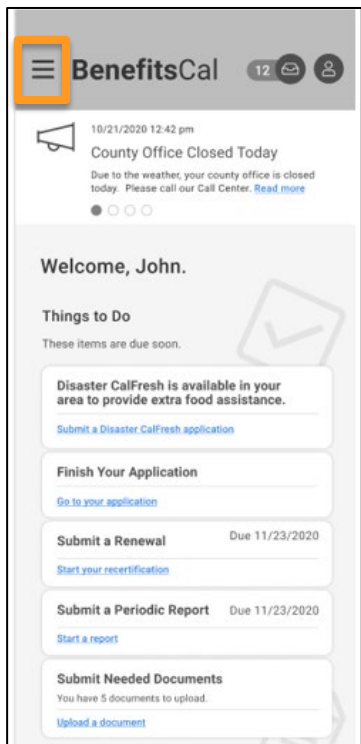 BenefitsCal 12
10/21/2020 12:42 pm
County Office Closed Today
Due to the weather, your county office is closed
today. Please call our Call Center. Read more
Welcome, John.
Things to Do
These items are due soon.
Disaster CalFresh is available in your
area to provide extra food assistance.
Submit a Disaster CalFresh application
Finish Your Application
Go to your application
Submit a Renewal Due 11/23/2020
Start your recertification
Submit a Periodic Report Due 11/23/2020
Start a report
Submit Needed Documents
You have 5 documents to upload.
Upload a document